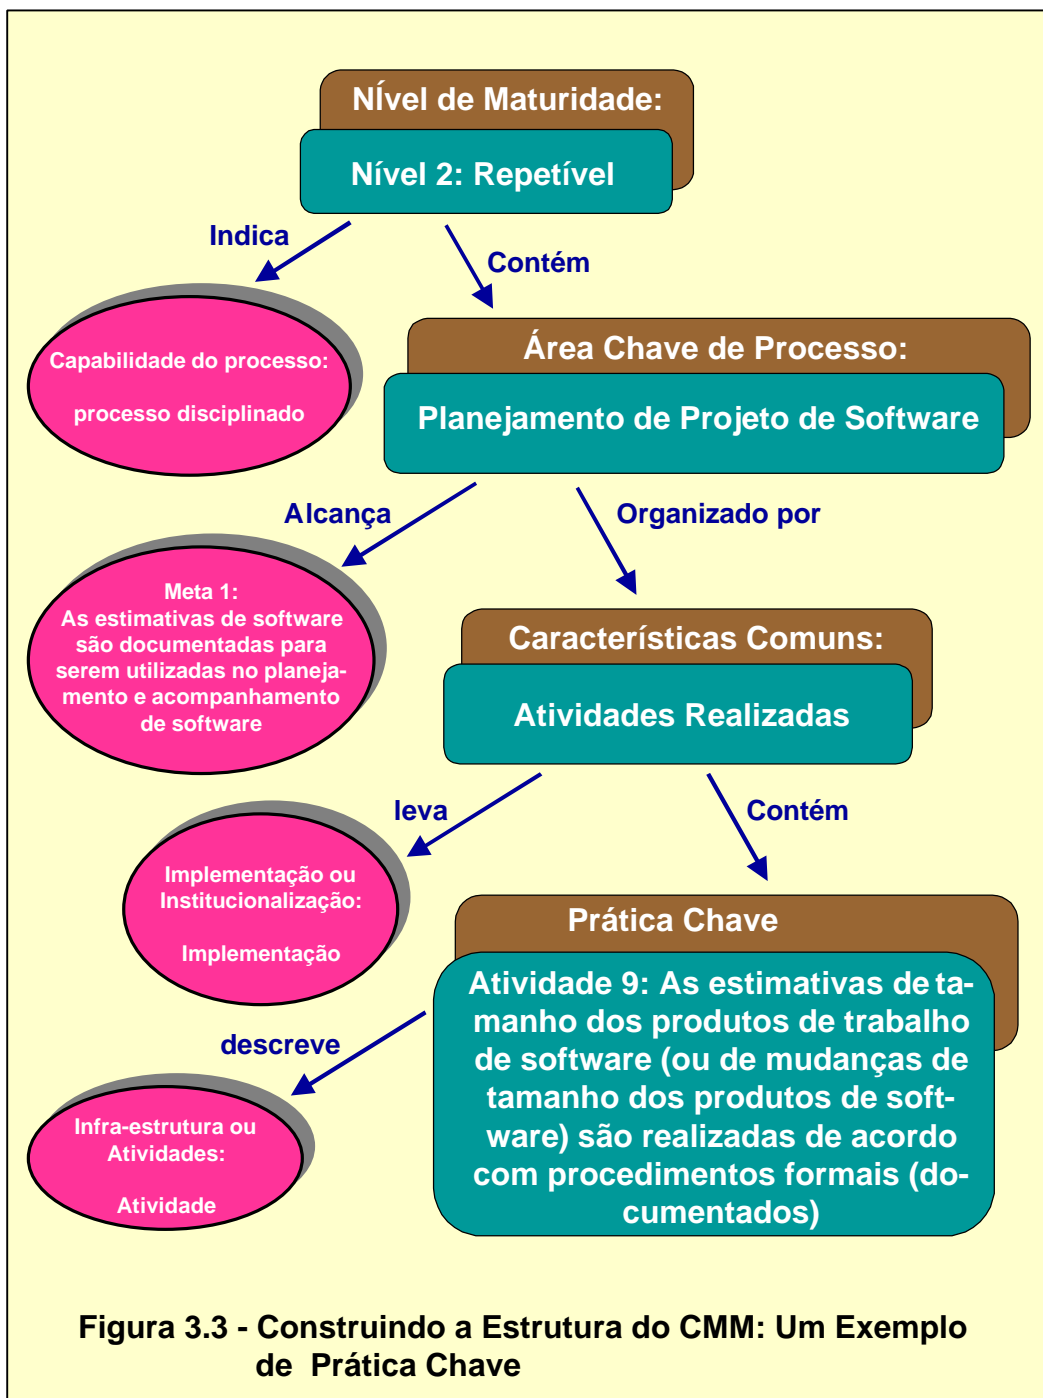 NÍvel de Maturidade:
Nível 2: Repetível
Indica
Contém
Capabilidade do processo:
processo disciplinado
Área Chave de Processo:
Planejamento de Projeto de Software
Alcança
Organizado por
Meta 1:
As estimativas de software
são documentadas para
serem utilizadas no planeja-
mento e acompanhamento
de software
Características Comuns:
Atividades Realizadas
leva
Contém
Implementação ou
Institucionalização:
Implementação
Prática Chave
Atividade 9: As estimativas de ta-
manho dos produtos de trabalho
de software (ou de mudanças de
tamanho dos produtos de soft-
ware) são realizadas de acordo
com procedimentos formais (do-
cumentados)
descreve
Infra-estrutura ou
Atividades:
Atividade
Figura 3.3 - Construindo a Estrutura do CMM: Um Exemplo
de Prática Chave